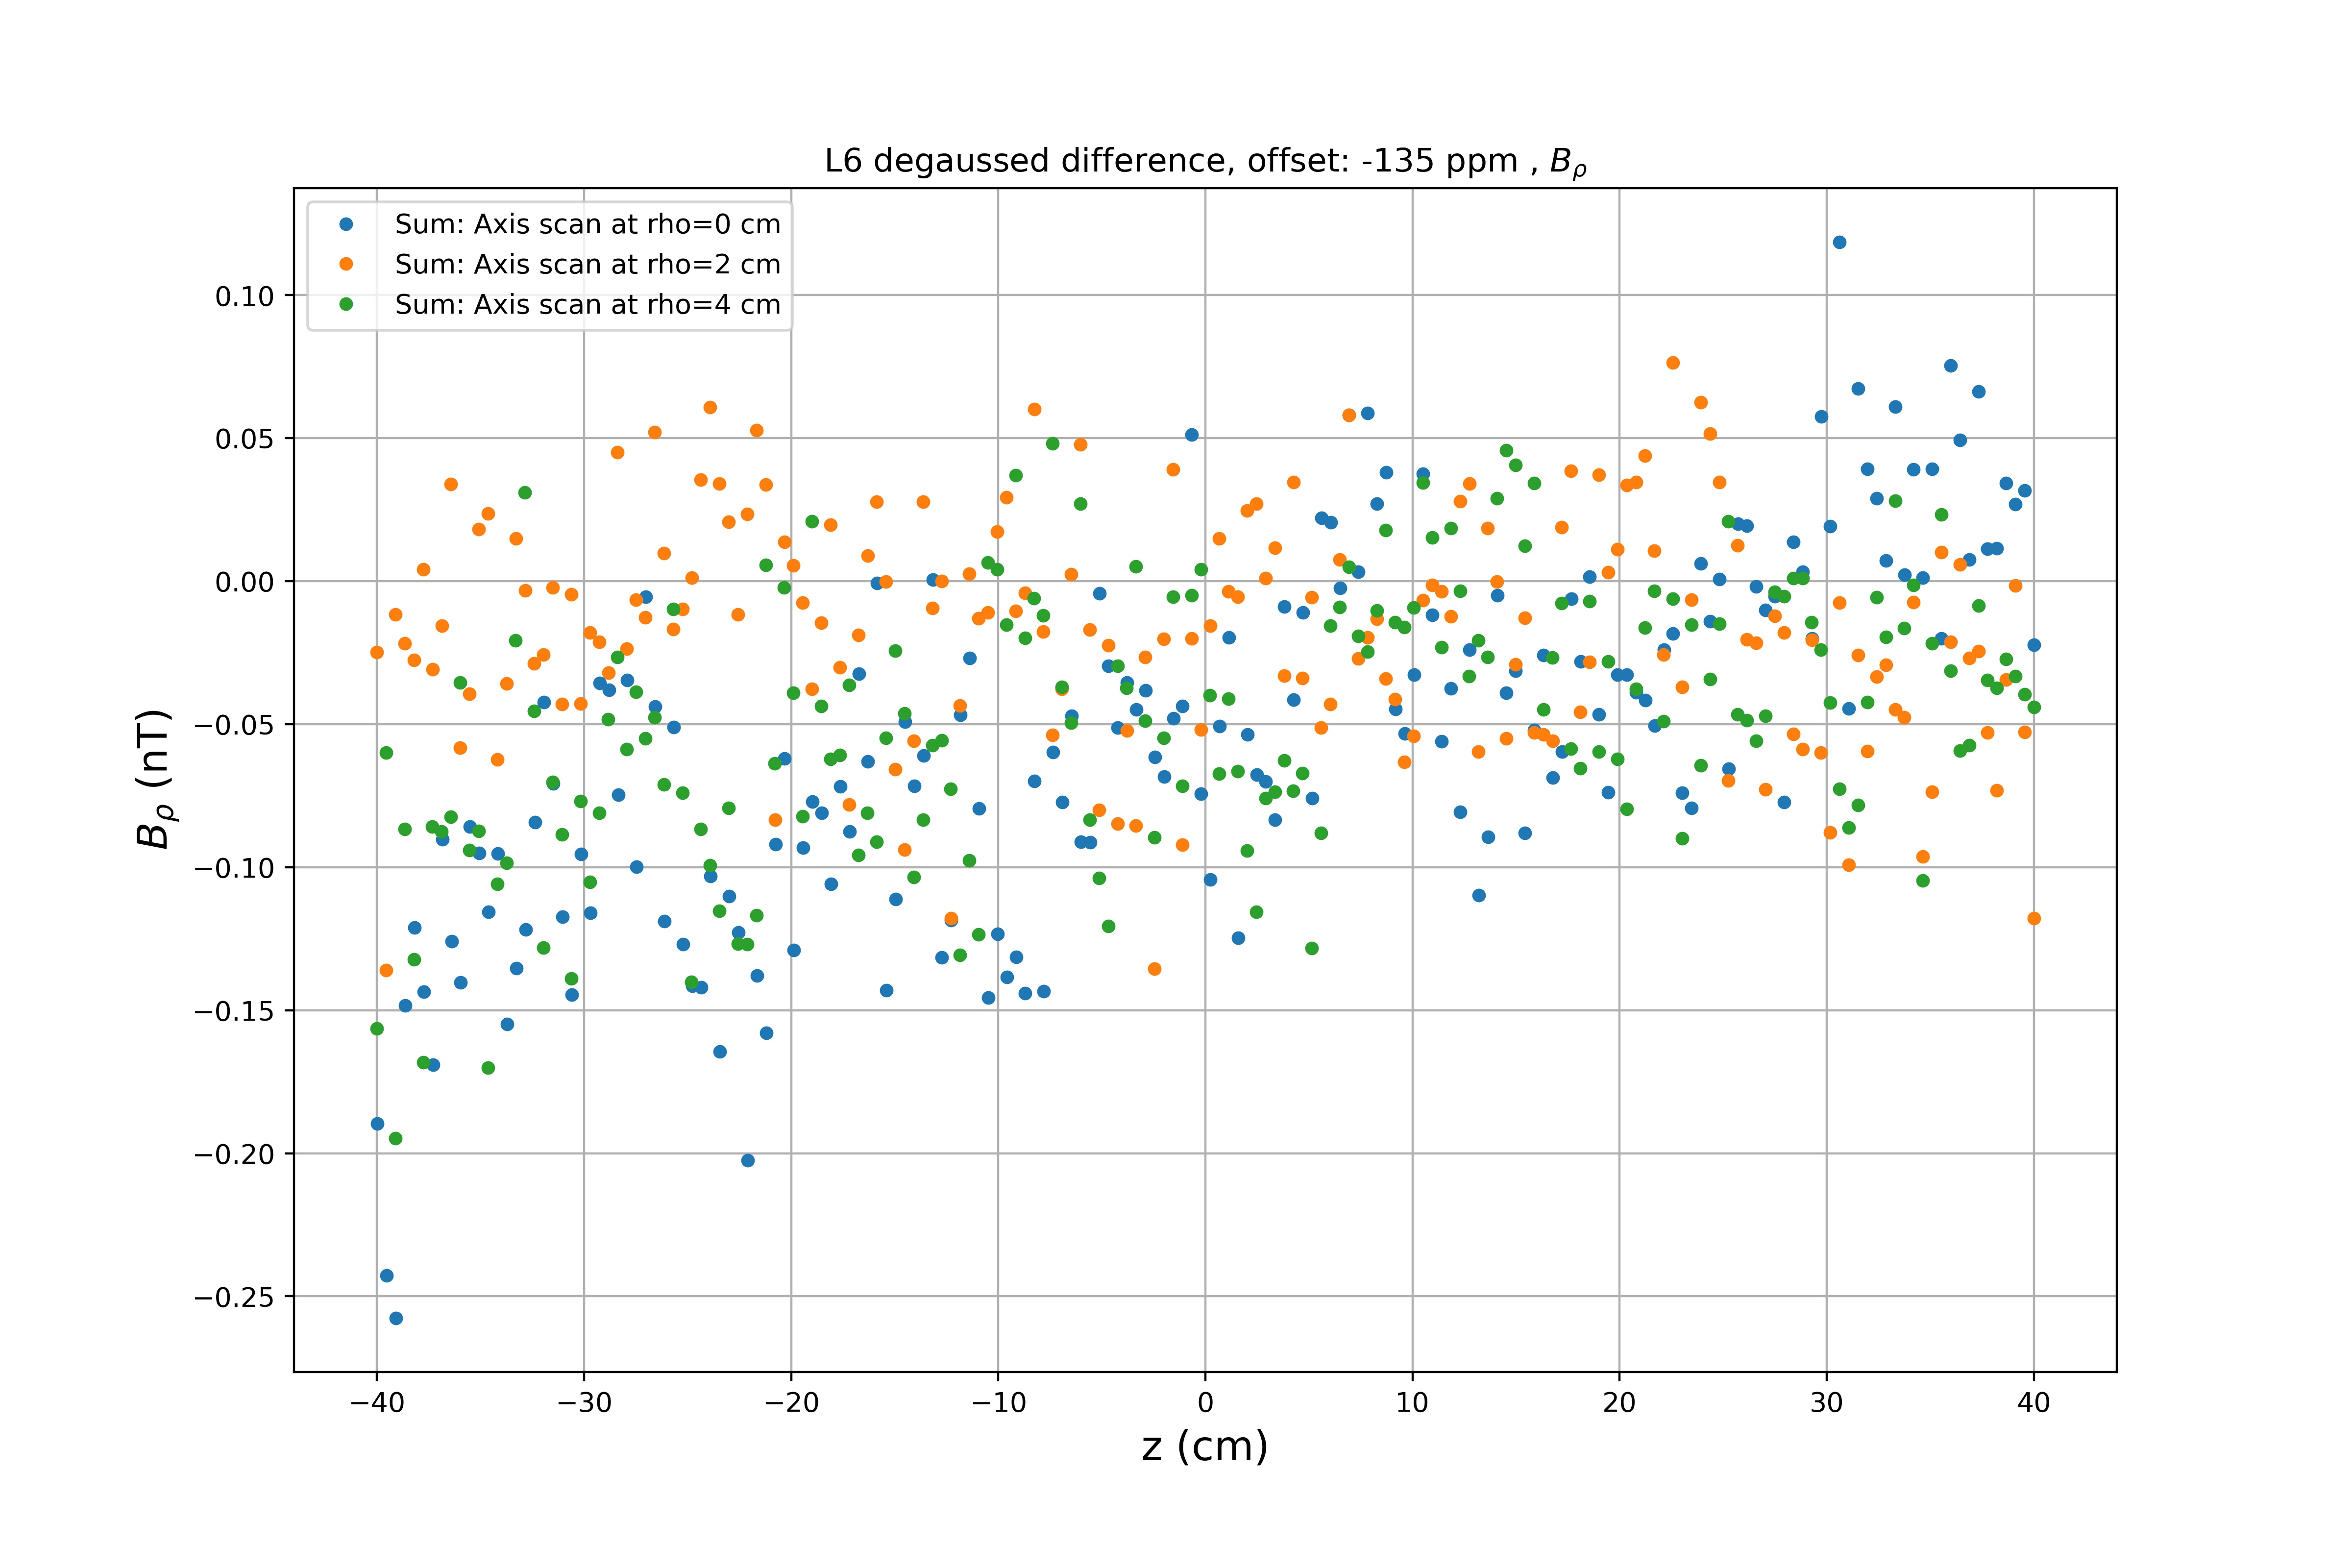 L6 degaussed difference, offset: -135 ppm , Bρ
Sum: Axis scan at rho=0 cm
Sum: Axis scan at rho=2 cm
Sum: Axis scan at rho=4 cm
0.10
0.05
0.00
−0.05
−0.10
−0.15
−0.20
−0.25
Bρ (nT)
−40 −30 −20 −10 0 10 20 30 40
z (cm)